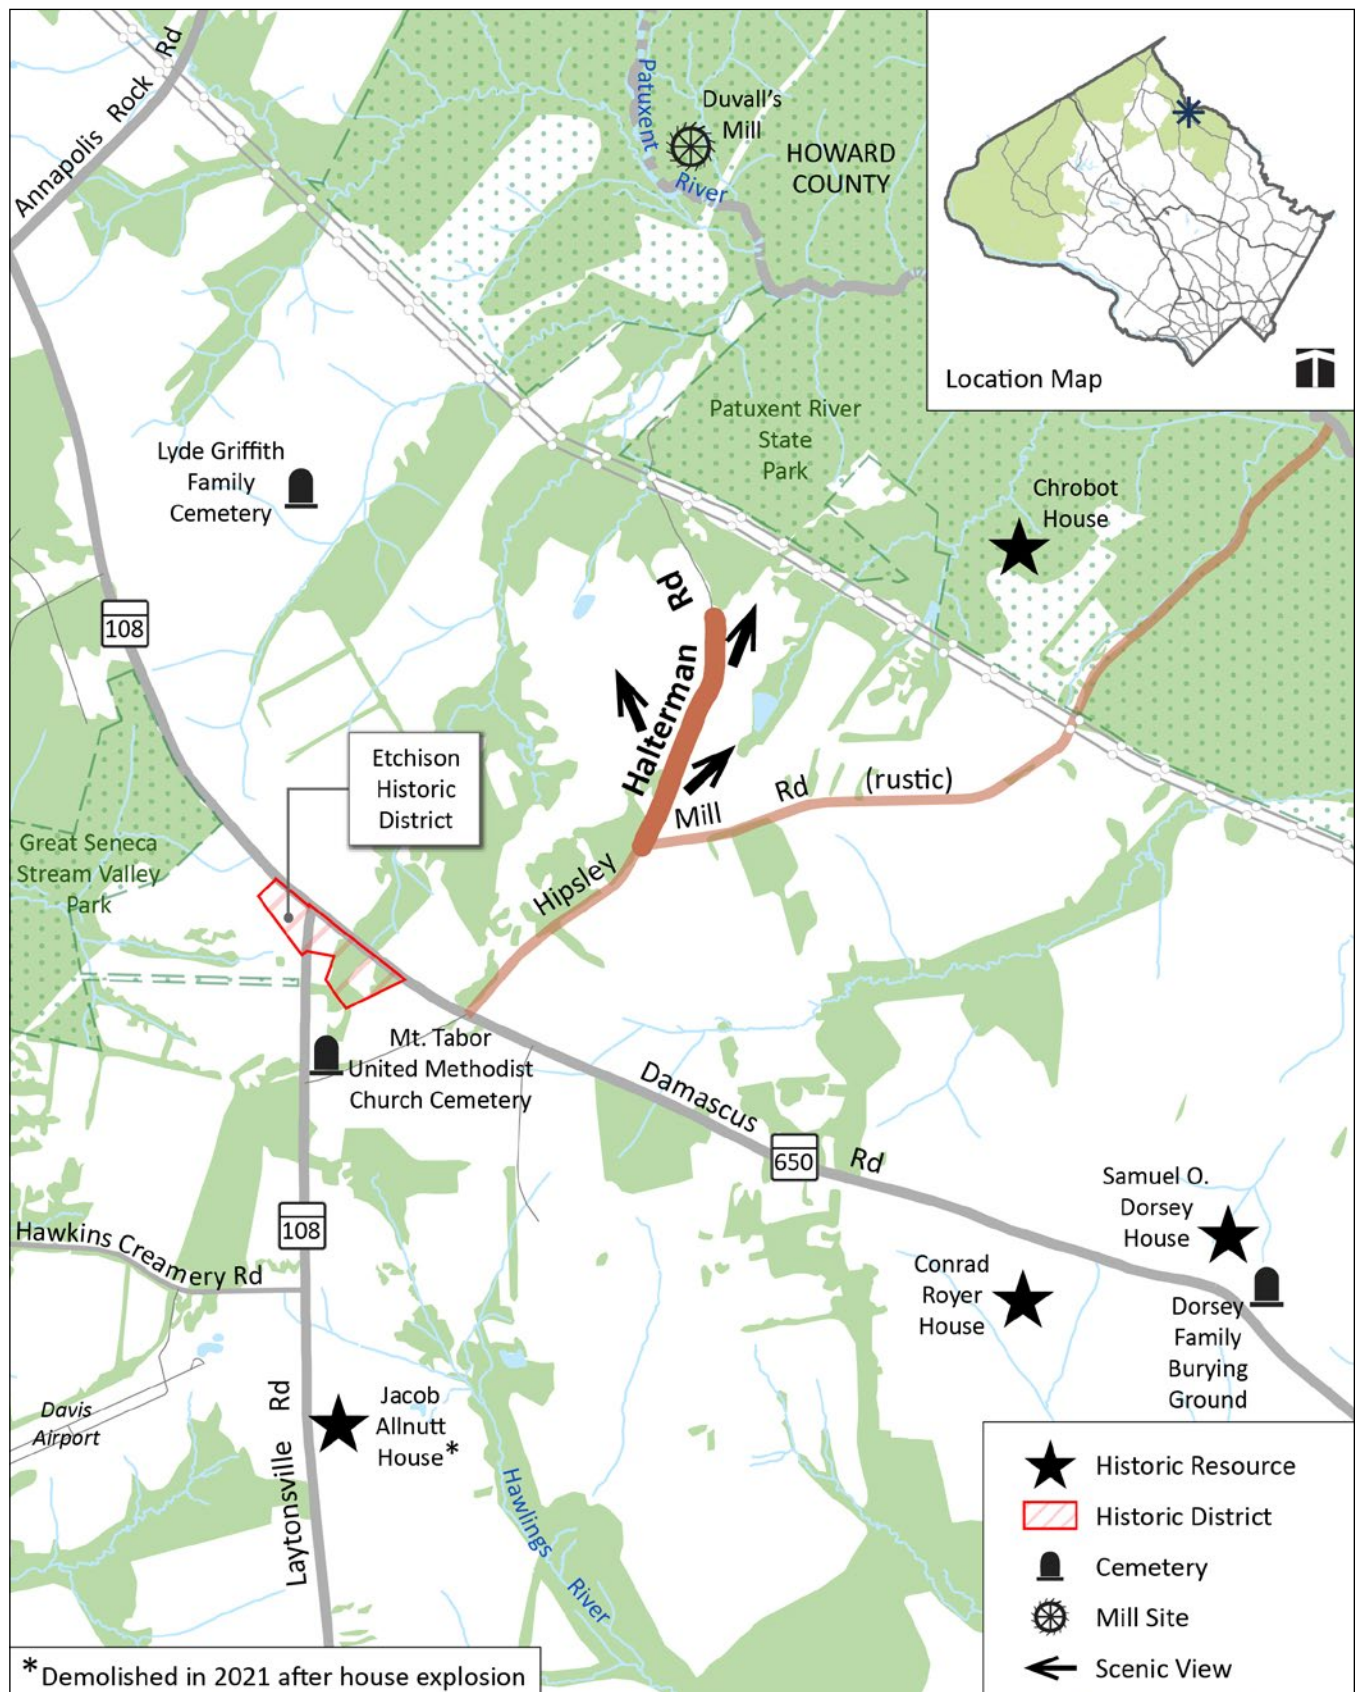 Annapolis Rock Rd
Patuxent
River
Duvall's
Mill
HOWARD
COUNTY
Location Map
Patuxent River
State
Park
Lyde Griffith
Family
Cemetery
Chrobot
House
108
Halterman Rd
Etchison
Historic
District
Hipsley Mill Rd (rustic)
Great Seneca
Stream Valley
Park
Mt. Tabor
United Methodist
Church Cemetery
Damascus Rd
650
108
Hawkins Creamery Rd
Samuel O.
Dorsey
House
Conrad
Royer
House
Dorsey
Family
Burying
Ground
Davis
Airport
Laytonsville Rd
Jacob
Allnutt
House*
Hawlings
River
Historic Resource
Historic District
Cemetery
Mill Site
Scenic View
*Demolished in 2021 after house explosion